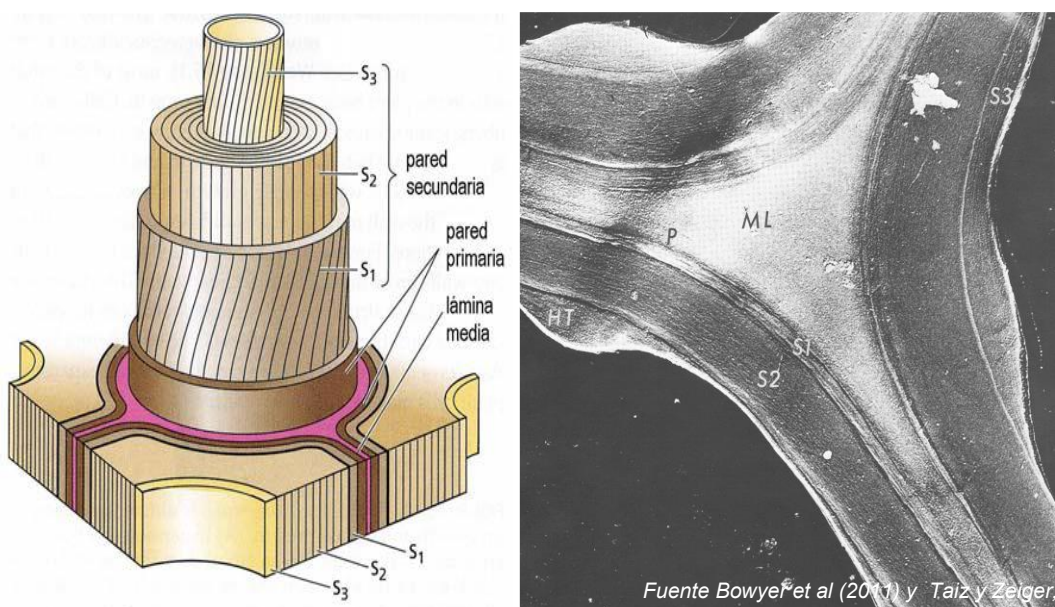 S3
S2
pared
secundaria
pared
primaria
S1
lámina
media
S1
S2
S3
S3
ML
P
HT
S1
S2
Fuente Bowyer et al (2011) y Taiz y Zeiger,